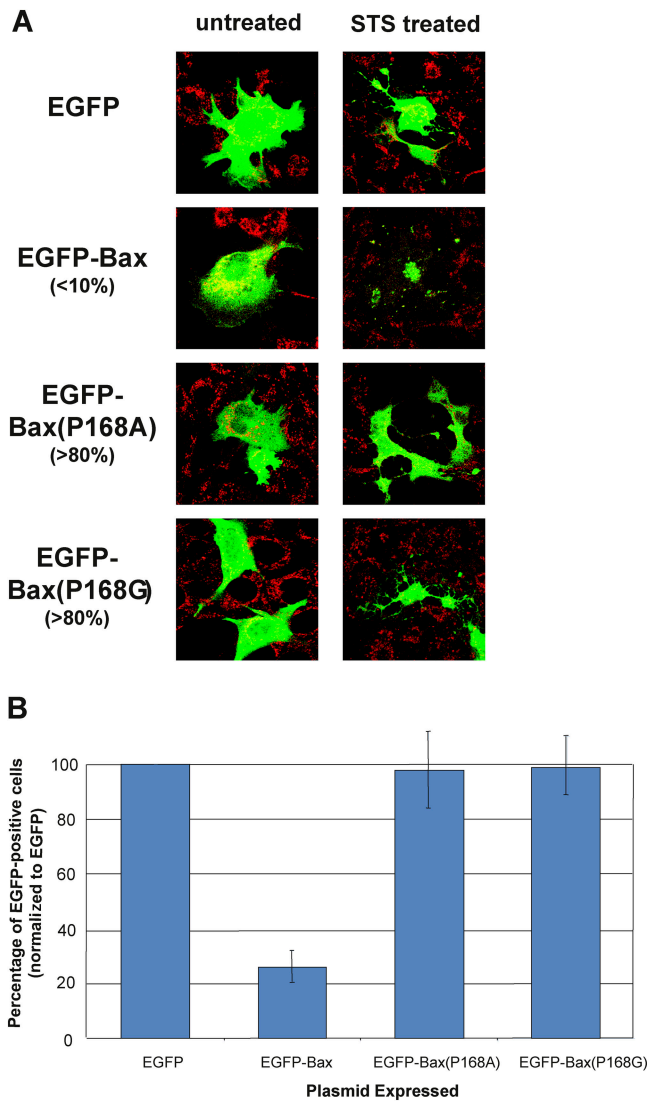 A
untreated
STS treated
EGFP
EGFP-Bax
(<10%)
EGFP-
Bax(P168A)
(>80%)
EGFP-
Bax(P168G)
(>80%)
B
Percentage of EGFP-positive cells
(normalized to EGFP)
100
80
60
40
20
0
EGFP
EGFP-Bax
EGFP-Bax(P168A)
EGFP-Bax(P168G)
Plasmid Expressed